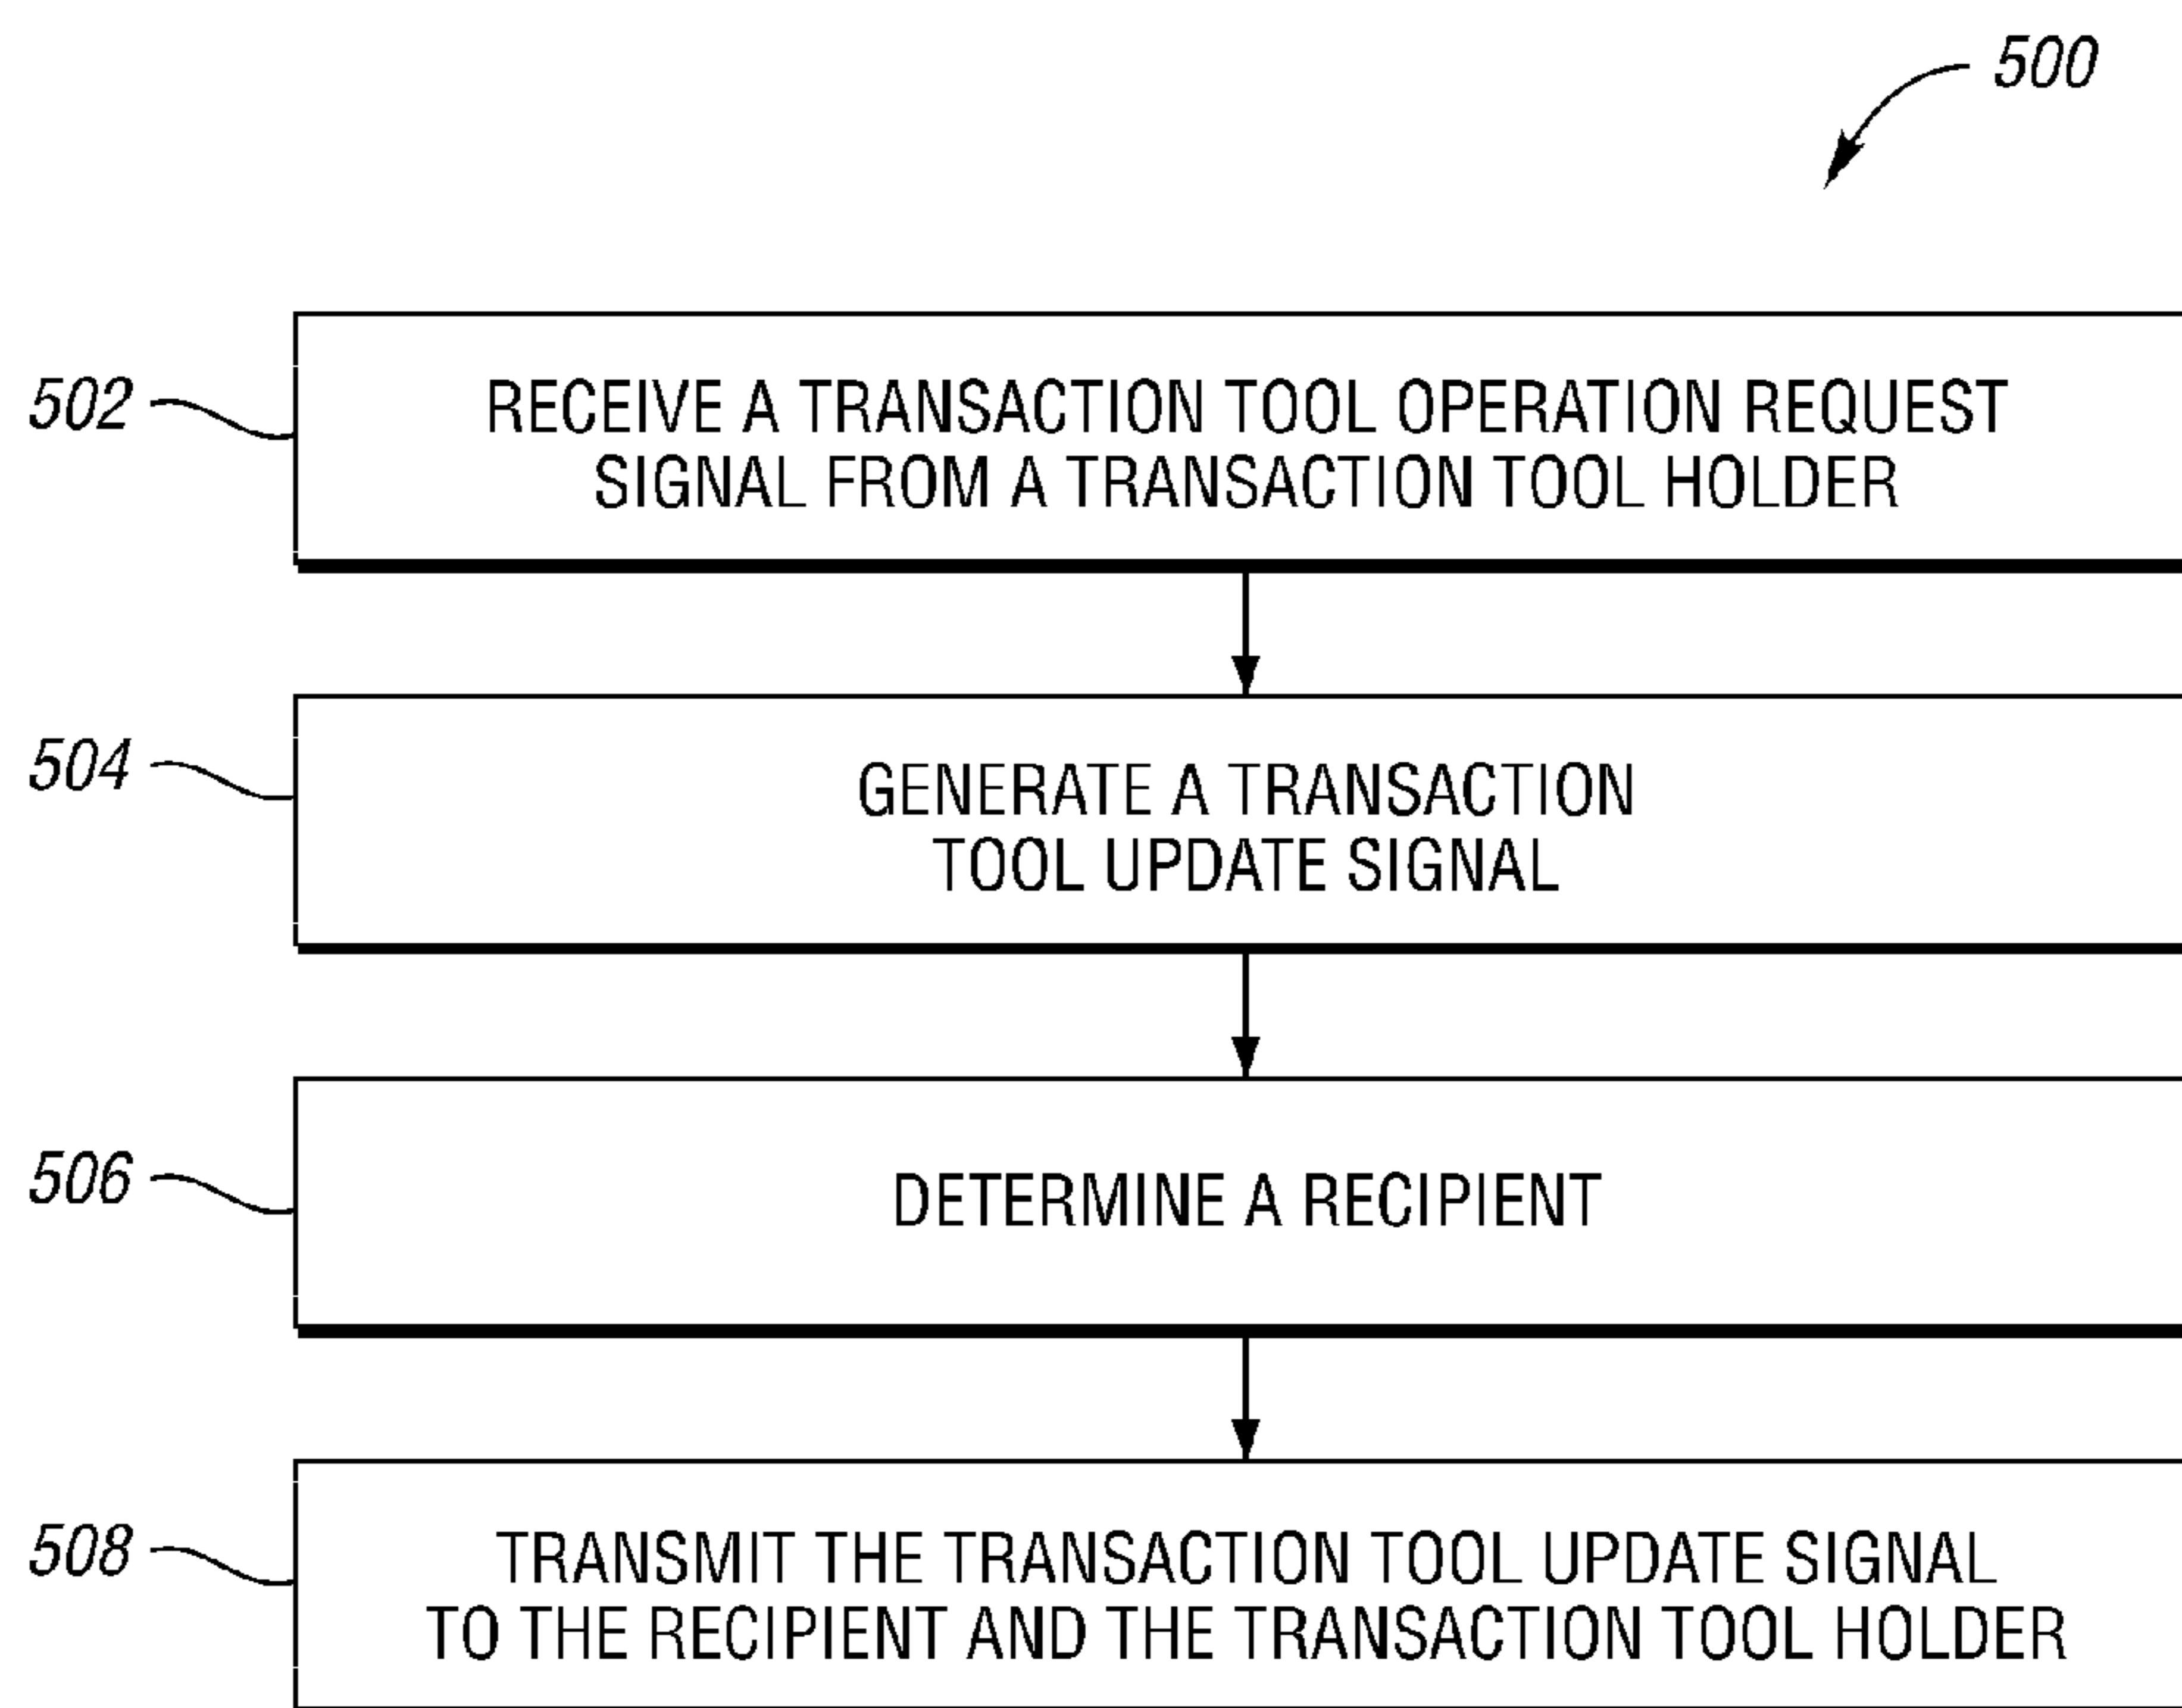 500
502
RECEIVE A TRANSACTION TOOL OPERATION REQUEST
SIGNAL FROM A TRANSACTION TOOL HOLDER
504
GENERATE A TRANSACTION
TOOL UPDATE SIGNAL
506
DETERMINE A RECIPIENT
508
TRANSMIT THE TRANSACTION TOOL UPDATE SIGNAL
TO THE RECIPIENT AND THE TRANSACTION TOOL HOLDER